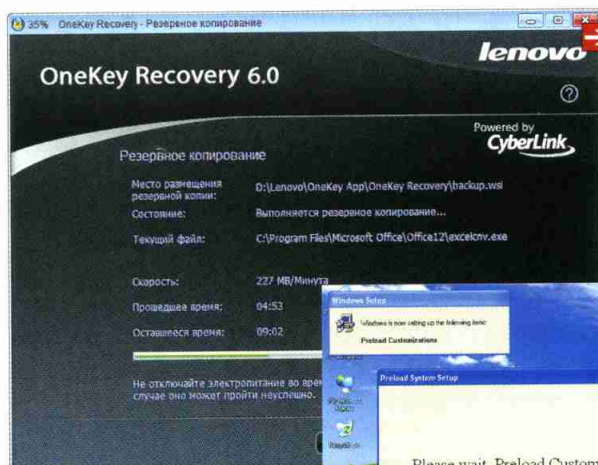 35% OneKey Recovery - Резервное копирование
lenovo
OneKey Recovery 6.0
Powered by
CyberLink
Резервное копирование
Место размещения
резервной копии:
D:\Lenovo\OneKey App\OneKey Recovery\backup.wsi
Состояние: Выполняется резервное копирование...
Текущий файл: C:\Program Files\Microsoft Office\Office12\excelcnv.exe
Скорость: 227 MB/Минута
Прошедшее время: 04:53
Оставшееся время: 09:02
Не отключайте электропитание во врем
случае оно может пройти неуспешно.
Windows Setup
Windows is now setting up the following items:
Preload Customizations
Preload System Setup
Please wait. Preload Custom